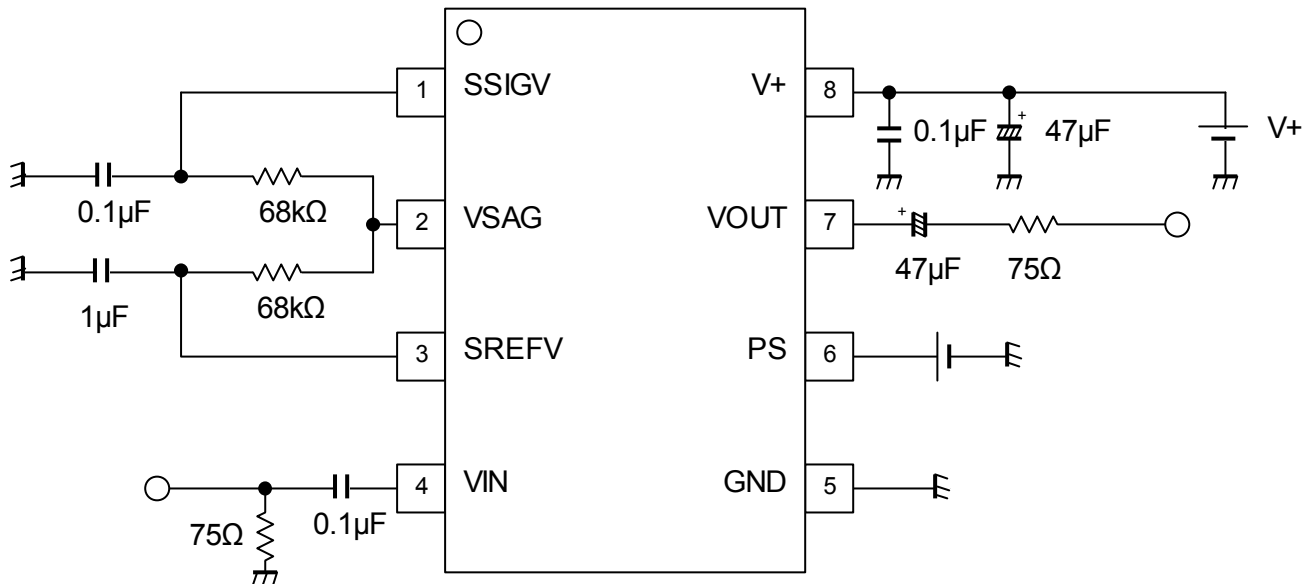 1 SSIGV
V+ 8
0.1µF
47µF
V+
0.1µF
68kΩ
2 VSAG
VOUT 7
47µF
75Ω
1µF
68kΩ
3 SREFV
PS 6
4 VIN
GND 5
75Ω
0.1µF
+
+